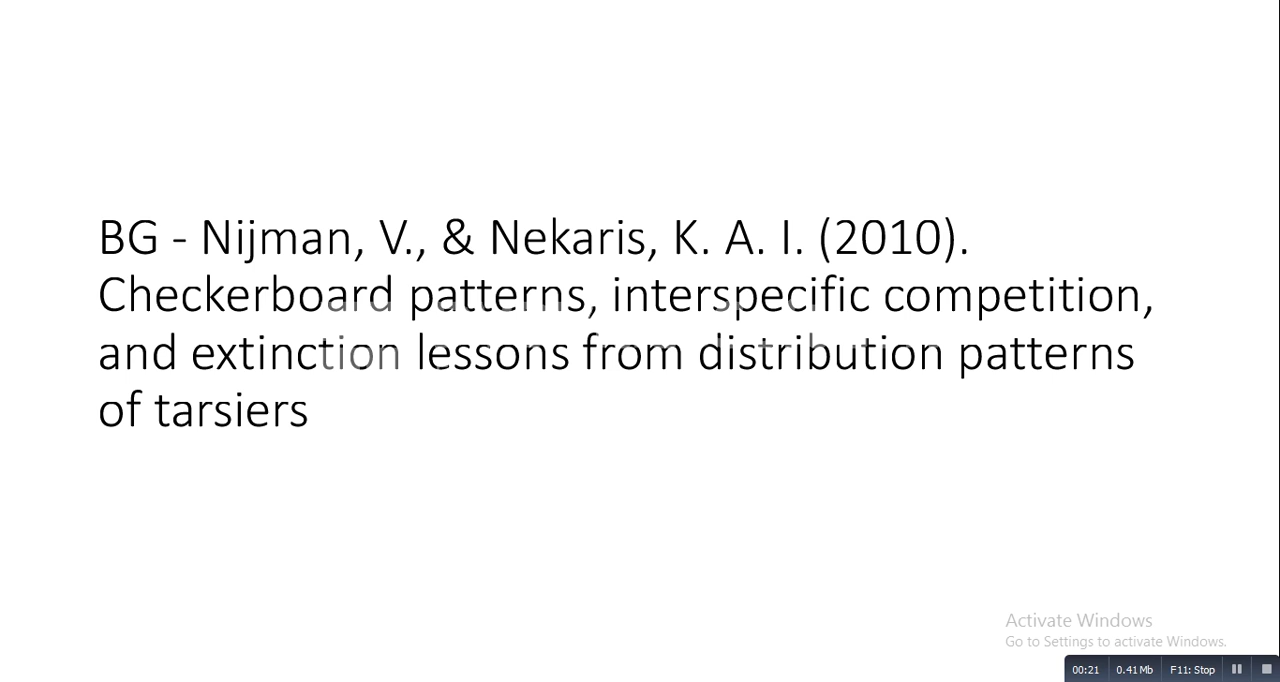 BG - Nijman, V., & Nekaris, K. A. I. (2010).
Checkerboard patterns, interspecific competition,
and extinction lessons from distribution patterns
of tarsiers
Activate Windows
Go to Settings to activate Windows.
00:21 0.41 Mb F11: Stop